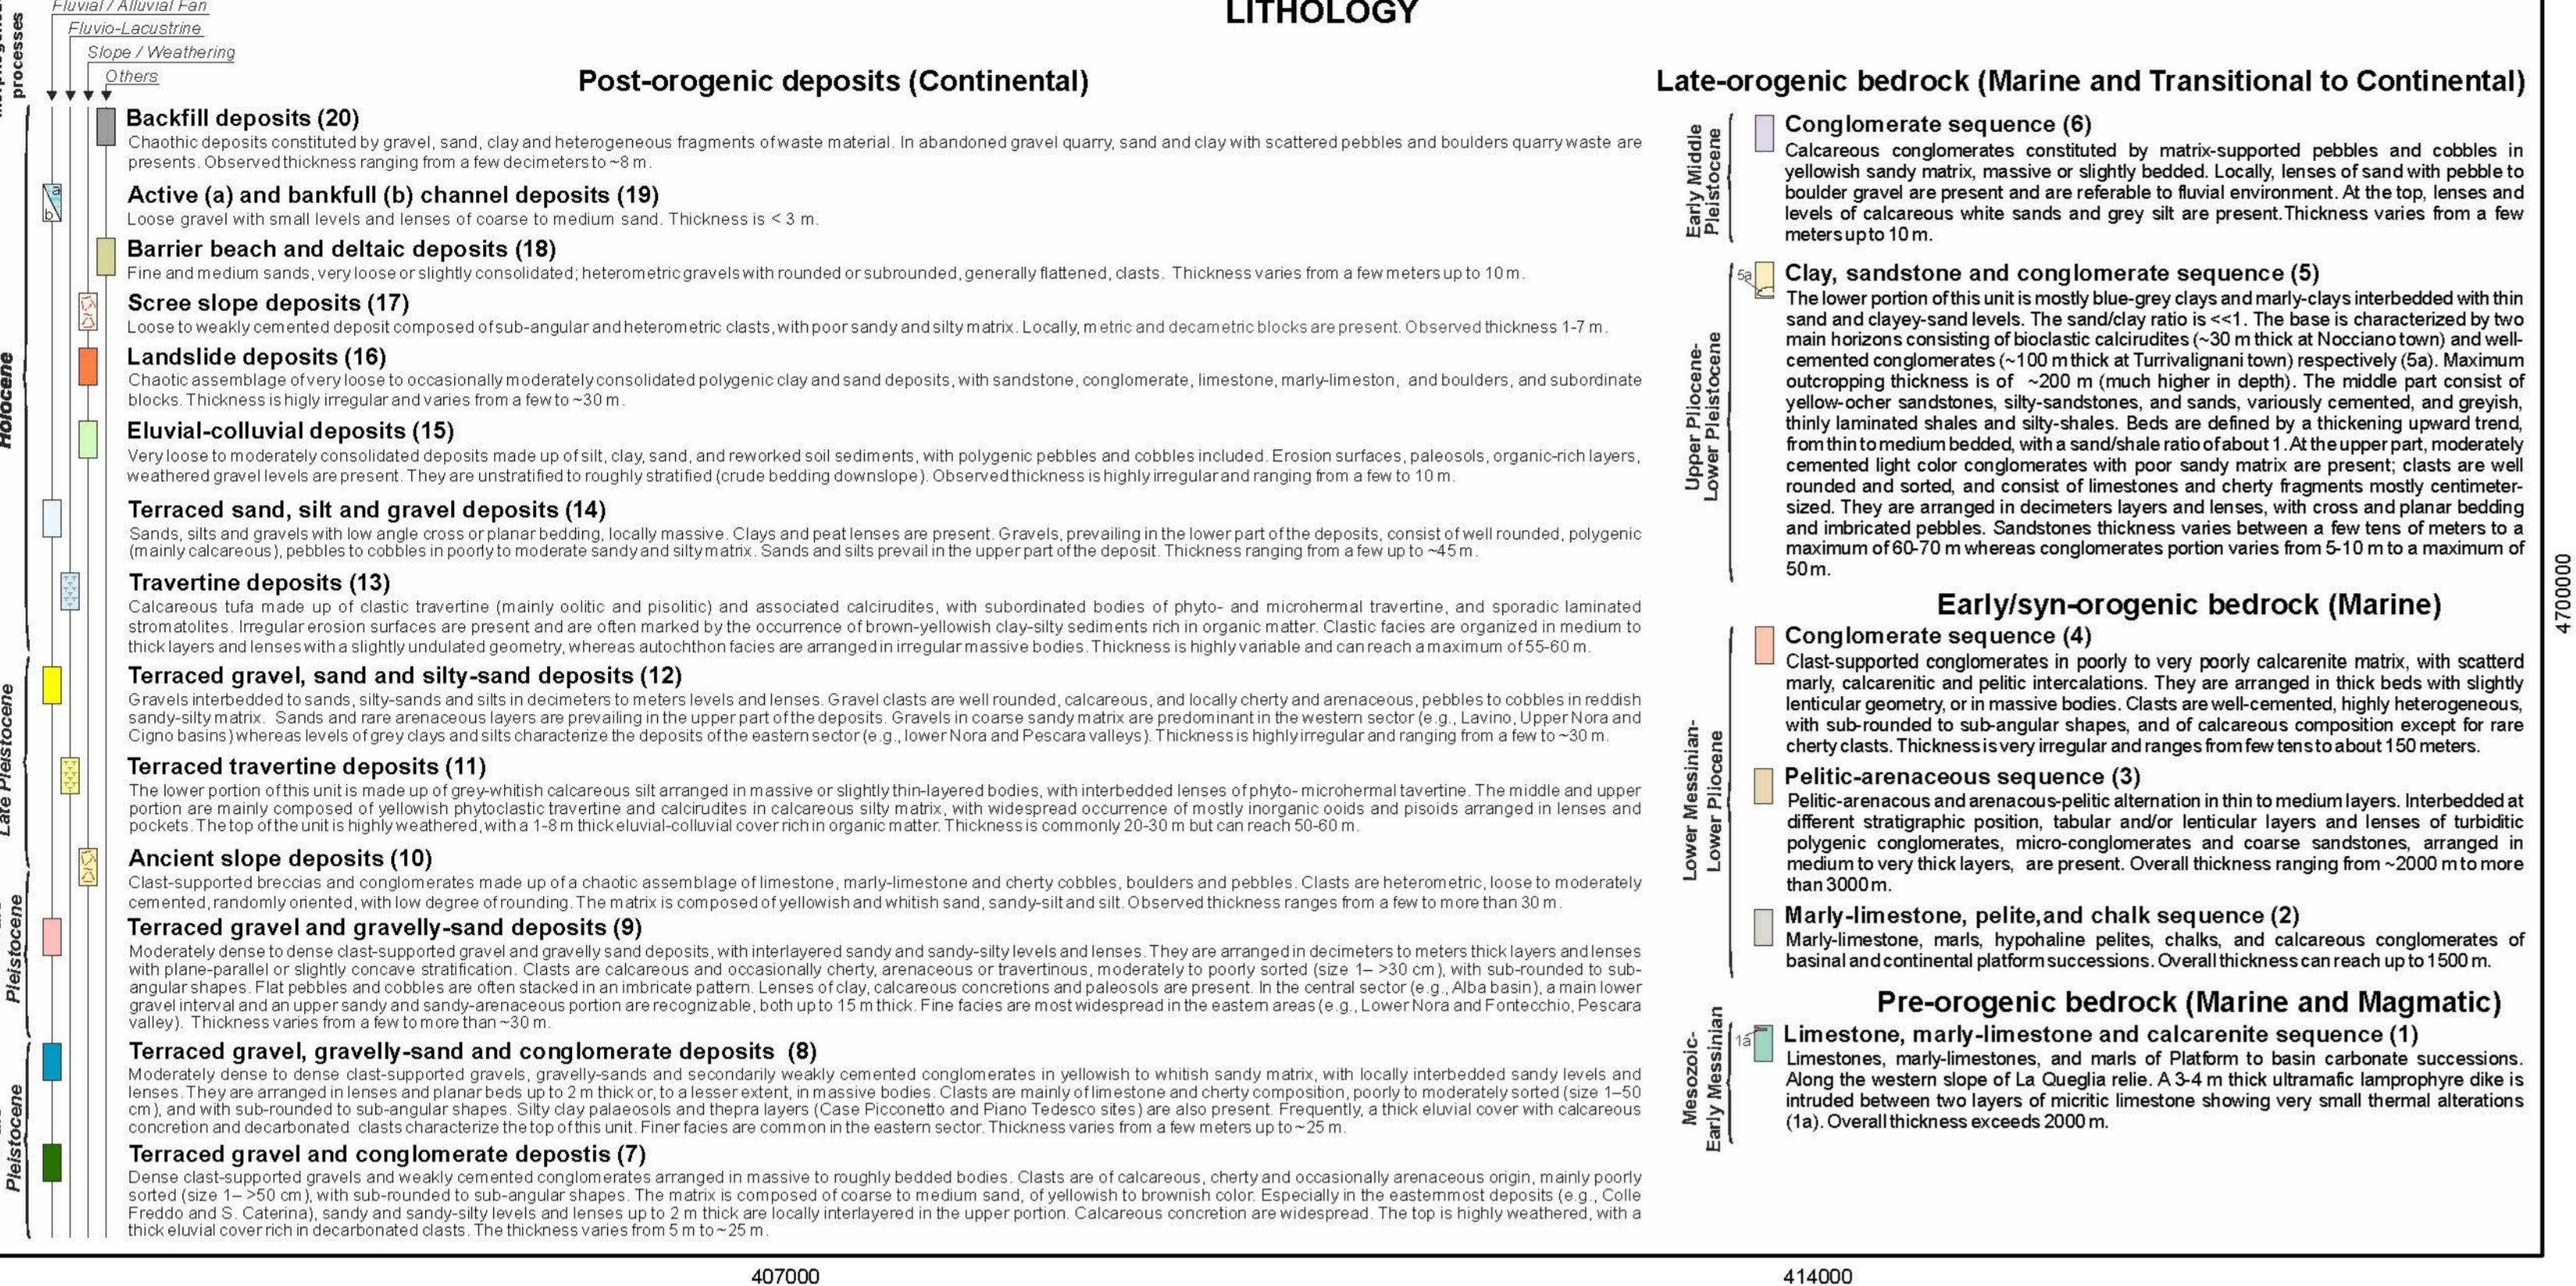 LITHOLOGY
processes
Fluvial / Alluvial Fan
Fluvio-Lacustrine
Slope / Weathering
Others
Post-orogenic deposits (Continental)
Holocene
Backfill deposits (20)
Chaothic deposits constituted by gravel, sand, clay and heterogeneous fragments of waste material. In abandoned gravel quarry, sand and clay with scattered pebbles and boulders quarry waste are
presents. Observed thickness ranging from a few decimeters to ~8 m.
a
b
Active (a) and bankfull (b) channel deposits (19)
Loose gravel with small levels and lenses of coarse to medium sand. Thickness is < 3 m.
Barrier beach and deltaic deposits (18)
Fine and medium sands, very loose or slightly consolidated; heterometric gravels with rounded or subrounded, generally flattened, clasts. Thickness varies from a few meters up to 10 m.
Scree slope deposits (17)
Loose to weakly cemented deposit composed of sub-angular and heterometric clasts, with poor sandy and silty matrix. Locally, metric and decametric blocks are present. Observed thickness 1-7 m.
Landslide deposits (16)
Chaotic assemblage of very loose to occasionally moderately consolidated polygenic clay and sand deposits, with sandstone, conglomerate, limestone, marly-limeston, and boulders, and subordinate
blocks. Thickness is higly irregular and varies from a few to ~30 m.
Eluvial-colluvial deposits (15)
Very loose to moderately consolidated deposits made up of silt, clay, sand, and reworked soil sediments, with polygenic pebbles and cobbles included. Erosion surfaces, paleosols, organic-rich layers,
weathered gravel levels are present. They are unstratified to roughly stratified (crude bedding downslope). Observed thickness is highly irregular and ranging from a few to 10 m.
Terraced sand, silt and gravel deposits (14)
Sands, silts and gravels with low angle cross or planar bedding, locally massive. Clays and peat lenses are present. Gravels, prevailing in the lower part of the deposits, consist of well rounded, polygenic
(mainly calcareous), pebbles to cobbles in poorly to moderate sandy and silty matrix. Sands and silts prevail in the upper part of the deposit. Thickness ranging from a few up to ~45 m.
Travertine deposits (13)
Calcareous tufa made up of clastic travertine (mainly oolitic and pisolitic) and associated calcirudites, with subordinated bodies of phyto- and microhermal travertine, and sporadic laminated
stromatolites. Irregular erosion surfaces are present and are often marked by the occurrence of brown-yellowish clay-silty sediments rich in organic matter. Clastic facies are organized in medium to
thick layers and lenses with a slightly undulated geometry, whereas autochthon facies are arranged in irregular massive bodies. Thickness is highly variable and can reach a maximum of 55-60 m.
Late Pleistocene
Terraced gravel, sand and silty-sand deposits (12)
Gravels interbedded to sands, silty-sands and silts in decimeters to meters levels and lenses. Gravel clasts are well rounded, calcareous, and locally cherty and arenaceous, pebbles to cobbles in reddish
sandy-silty matrix. Sands and rare arenaceous layers are prevailing in the upper part of the deposits. Gravels in coarse sandy matrix are predominant in the western sector (e.g., Lavino, Upper Nora and
Cigno basins) whereas levels of grey clays and silts characterize the deposits of the eastern sector (e.g., lower Nora and Pescara valleys). Thickness is highly irregular and ranging from a few to ~30 m.
Terraced travertine deposits (11)
The lower portion of this unit is made up of grey-whitish calcareous silt arranged in massive or slightly thin-layered bodies, with interbedded lenses of phyto- microhermal tavertine. The middle and upper
portion are mainly composed of yellowish phytoclastic travertine and calcirudites in calcareous silty matrix, with widespread occurrence of mostly inorganic ooids and pisoids arranged in lenses and
pockets. The top of the unit is highly weathered, with a 1-8 m thick eluvial-colluvial cover rich in organic matter. Thickness is commonly 20-30 m but can reach 50-60 m.
Ancient slope deposits (10)
Clast-supported breccias and conglomerates made up of a chaotic assemblage of limestone, marly-limestone and cherty cobbles, boulders and pebbles. Clasts are heterometric, loose to moderately
cemented, randomly oriented, with low degree of rounding. The matrix is composed of yellowish and whitish sand, sandy-silt and silt. Observed thickness ranges from a few to more than 30 m.
Pleistocene
Terraced gravel and gravelly-sand deposits (9)
Moderately dense to dense clast-supported gravel and gravelly sand deposits, with interlayered sandy and sandy-silty levels and lenses. They are arranged in decimeters to meters thick layers and lenses
with plane-parallel or slightly concave stratification. Clasts are calcareous and occasionally cherty, arenaceous or travertinous, moderately to poorly sorted (size 1– >30 cm), with sub-rounded to sub-
angular shapes. Flat pebbles and cobbles are often stacked in an imbricate pattern. Lenses of clay, calcareous concretions and paleosols are present. In the central sector (e.g., Alba basin), a main lower
gravel interval and an upper sandy and sandy-arenaceous portion are recognizable, both up to 15 m thick. Fine facies are most widespread in the eastern areas (e.g., Lower Nora and Fontecchio, Pescara
valley). Thickness varies from a few to more than ~30 m.
Pleistocene
Terraced gravel, gravelly-sand and conglomerate deposits (8)
Moderately dense to dense clast-supported gravels, gravelly-sands and secondarily weakly cemented conglomerates in yellowish to whitish sandy matrix, with locally interbedded sandy levels and
lenses. They are arranged in lenses and planar beds up to 2 m thick or, to a lesser extent, in massive bodies. Clasts are mainly of limestone and cherty composition, poorly to moderately sorted (size 1–50
cm), and with sub-rounded to sub-angular shapes. Silty clay palaeosols and thepra layers (Case Picconetto and Piano Tedesco sites) are also present. Frequently, a thick eluvial cover with calcareous
concretion and decarbonated clasts characterize the top of this unit. Finer facies are common in the eastern sector. Thickness varies from a few meters up to ~25 m.
Terraced gravel and conglomerate depostis (7)
Dense clast-supported gravels and weakly cemented conglomerates arranged in massive to roughly bedded bodies. Clasts are of calcareous, cherty and occasionally arenaceous origin, mainly poorly
sorted (size 1– >50 cm), with sub-rounded to sub-angular shapes. The matrix is composed of coarse to medium sand, of yellowish to brownish color. Especially in the easternmost deposits (e.g., Colle
Freddo and S. Caterina), sandy and sandy-silty levels and lenses up to 2 m thick are locally interlayered in the upper portion. Calcareous concretion are widespread. The top is highly weathered, with a
thick eluvial cover rich in decarbonated clasts. The thickness varies from 5 m to ~25 m.
Late-orogenic bedrock (Marine and Transitional to Continental)
Early Middle
Pleistocene
Conglomerate sequence (6)
Calcareous conglomerates constituted by matrix-supported pebbles and cobbles in
yellowish sandy matrix, massive or slightly bedded. Locally, lenses of sand with pebble to
boulder gravel are present and are referable to fluvial environment. At the top, lenses and
levels of calcareous white sands and grey silt are present. Thickness varies from a few
meters up to 10 m.
Upper Pliocene-
Lower Pleistocene
5a
Clay, sandstone and conglomerate sequence (5)
The lower portion of this unit is mostly blue-grey clays and marly-clays interbedded with thin
sand and clayey-sand levels. The sand/clay ratio is <<1. The base is characterized by two
main horizons consisting of bioclastic calcirudites (~30 m thick at Nocciano town) and well-
cemented conglomerates (~100 m thick at Turrivalignani town) respectively (5a). Maximum
outcropping thickness is of ~200 m (much higher in depth). The middle part consist of
yellow-ocher sandstones, silty-sandstones, and sands, variously cemented, and greyish,
thinly laminated shales and silty-shales. Beds are defined by a thickening upward trend,
from thin to medium bedded, with a sand/shale ratio of about 1. At the upper part, moderately
cemented light color conglomerates with poor sandy matrix are present; clasts are well
rounded and sorted, and consist of limestones and cherty fragments mostly centimeter-
sized. They are arranged in decimeters layers and lenses, with cross and planar bedding
and imbricated pebbles. Sandstones thickness varies between a few tens of meters to a
maximum of 60-70 m whereas conglomerates portion varies from 5-10 m to a maximum of
50 m.
Early/syn-orogenic bedrock (Marine)
Lower Messinian-
Lower Pliocene
Conglomerate sequence (4)
Clast-supported conglomerates in poorly to very poorly calcarenite matrix, with scatterd
marly, calcarenitic and pelitic intercalations. They are arranged in thick beds with slightly
lenticular geometry, or in massive bodies. Clasts are well-cemented, highly heterogeneous,
with sub-rounded to sub-angular shapes, and of calcareous composition except for rare
cherty clasts. Thickness is very irregular and ranges from few tens to about 150 meters.
Pelitic-arenaceous sequence (3)
Pelitic-arenacous and arenacous-pelitic alternation in thin to medium layers. Interbedded at
different stratigraphic position, tabular and/or lenticular layers and lenses of turbiditic
polygenic conglomerates, micro-conglomerates and coarse sandstones, arranged in
medium to very thick layers, are present. Overall thickness ranging from ~2000 m to more
than 3000 m.
Marly-limestone, pelite,and chalk sequence (2)
Marly-limestone, marls, hypohaline pelites, chalks, and calcareous conglomerates of
basinal and continental platform successions. Overall thickness can reach up to 1500 m.
Pre-orogenic bedrock (Marine and Magmatic)
Mesozoic-
Early Messinian
1a
Limestone, marly-limestone and calcarenite sequence (1)
Limestones, marly-limestones, and marls of Platform to basin carbonate successions.
Along the western slope of La Queglia relie. A 3-4 m thick ultramafic lamprophyre dike is
intruded between two layers of micritic limestone showing very small thermal alterations
(1a). Overall thickness exceeds 2000 m.
4700000
407000
414000